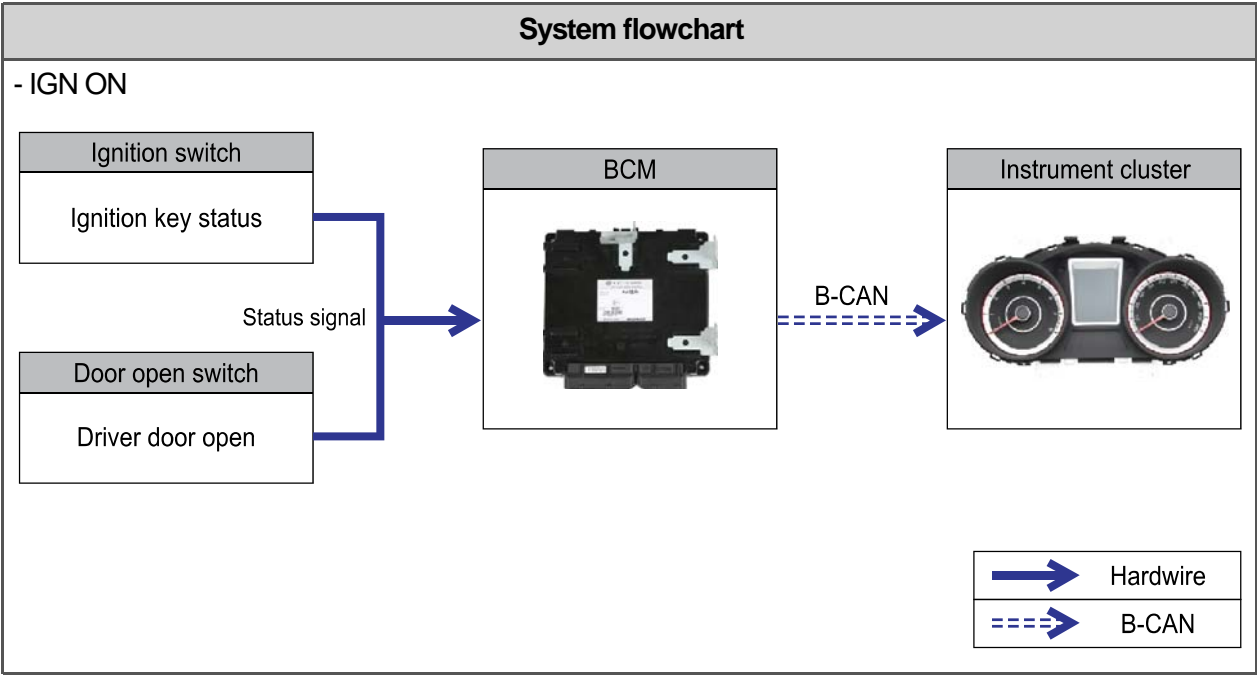 System flowchart
- IGN ON
Ignition switch
Ignition key status
Status signal
Door open switch
Driver door open
BCM
B-CAN
Instrument cluster
Hardwire
B-CAN